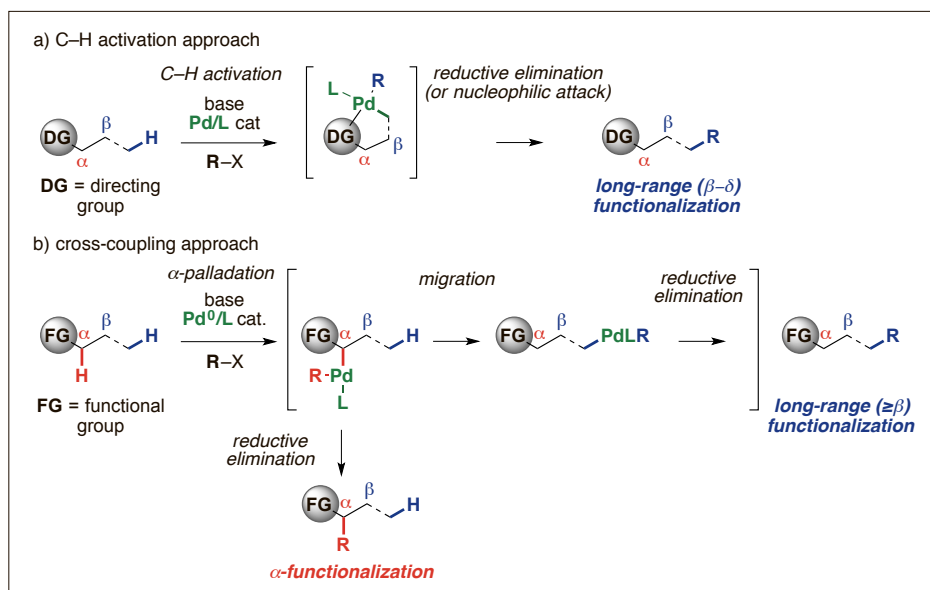 a) C–H activation approach
C–H activation
base
Pd/L cat
R–X
DG
α
β
H
DG = directing
group
L
R
Pd
DG
β
α
reductive elimination
(or nucleophilic attack)
DG
α
β
R
long-range (β–δ)
functionalization
b) cross-coupling approach
α-palladation
base
Pd⁰/L cat.
R–X
FG
α
β
H
H
FG = functional
group
FG
α
β
H
R-Pd
L
migration
FG
α
β
PdLR
reductive
elimination
FG
α
β
R
long-range (≥β)
functionalization
reductive
elimination
FG
α
β
H
R
α-functionalization